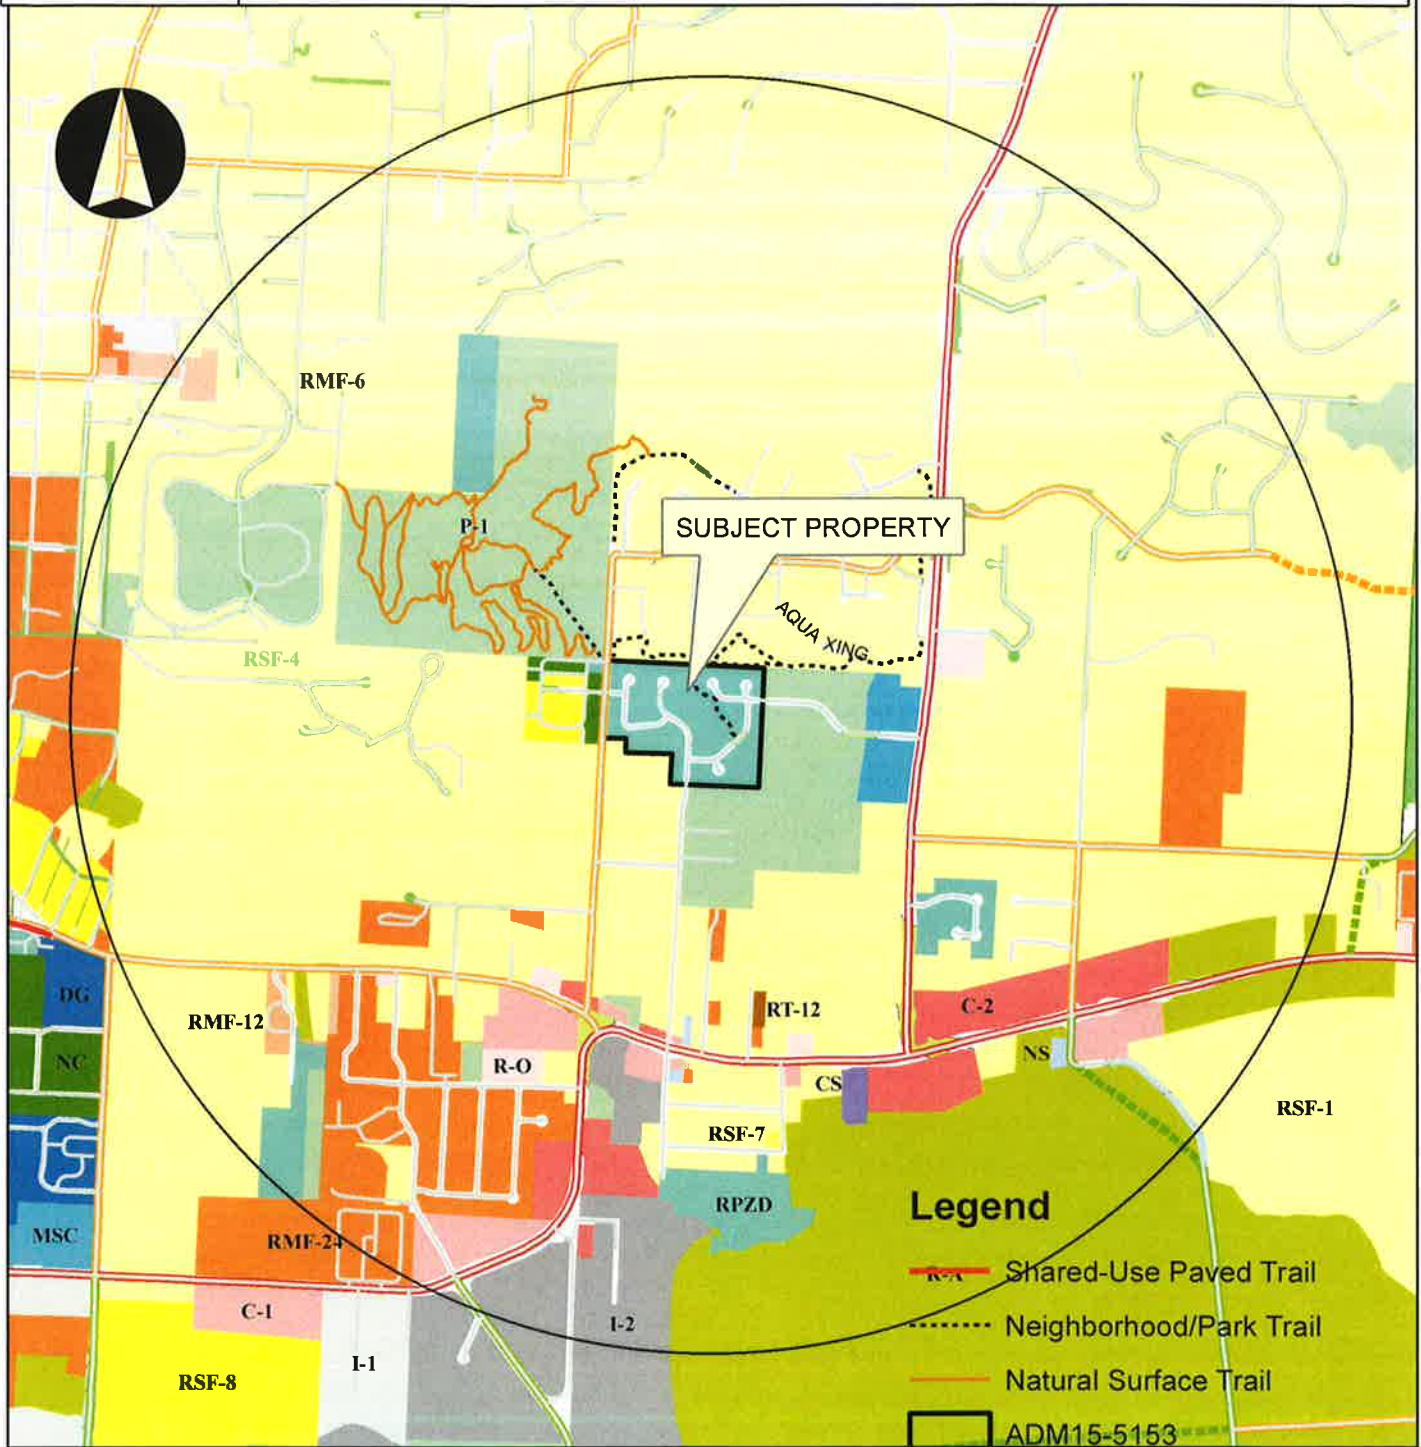 RMF-6
P-1
SUBJECT PROPERTY
AQUA XING
RSF-4
DG
RMF-12
RT-12
C-2
NC
R-O
CS
NS
RSF-7
RSF-1
MSC
RMF-24
RPZD
C-1
I-2
I-1
RSF-8
Legend
R-A
Shared-Use Paved Trail
Neighborhood/Park Trail
Natural Surface Trail
ADM15-5153